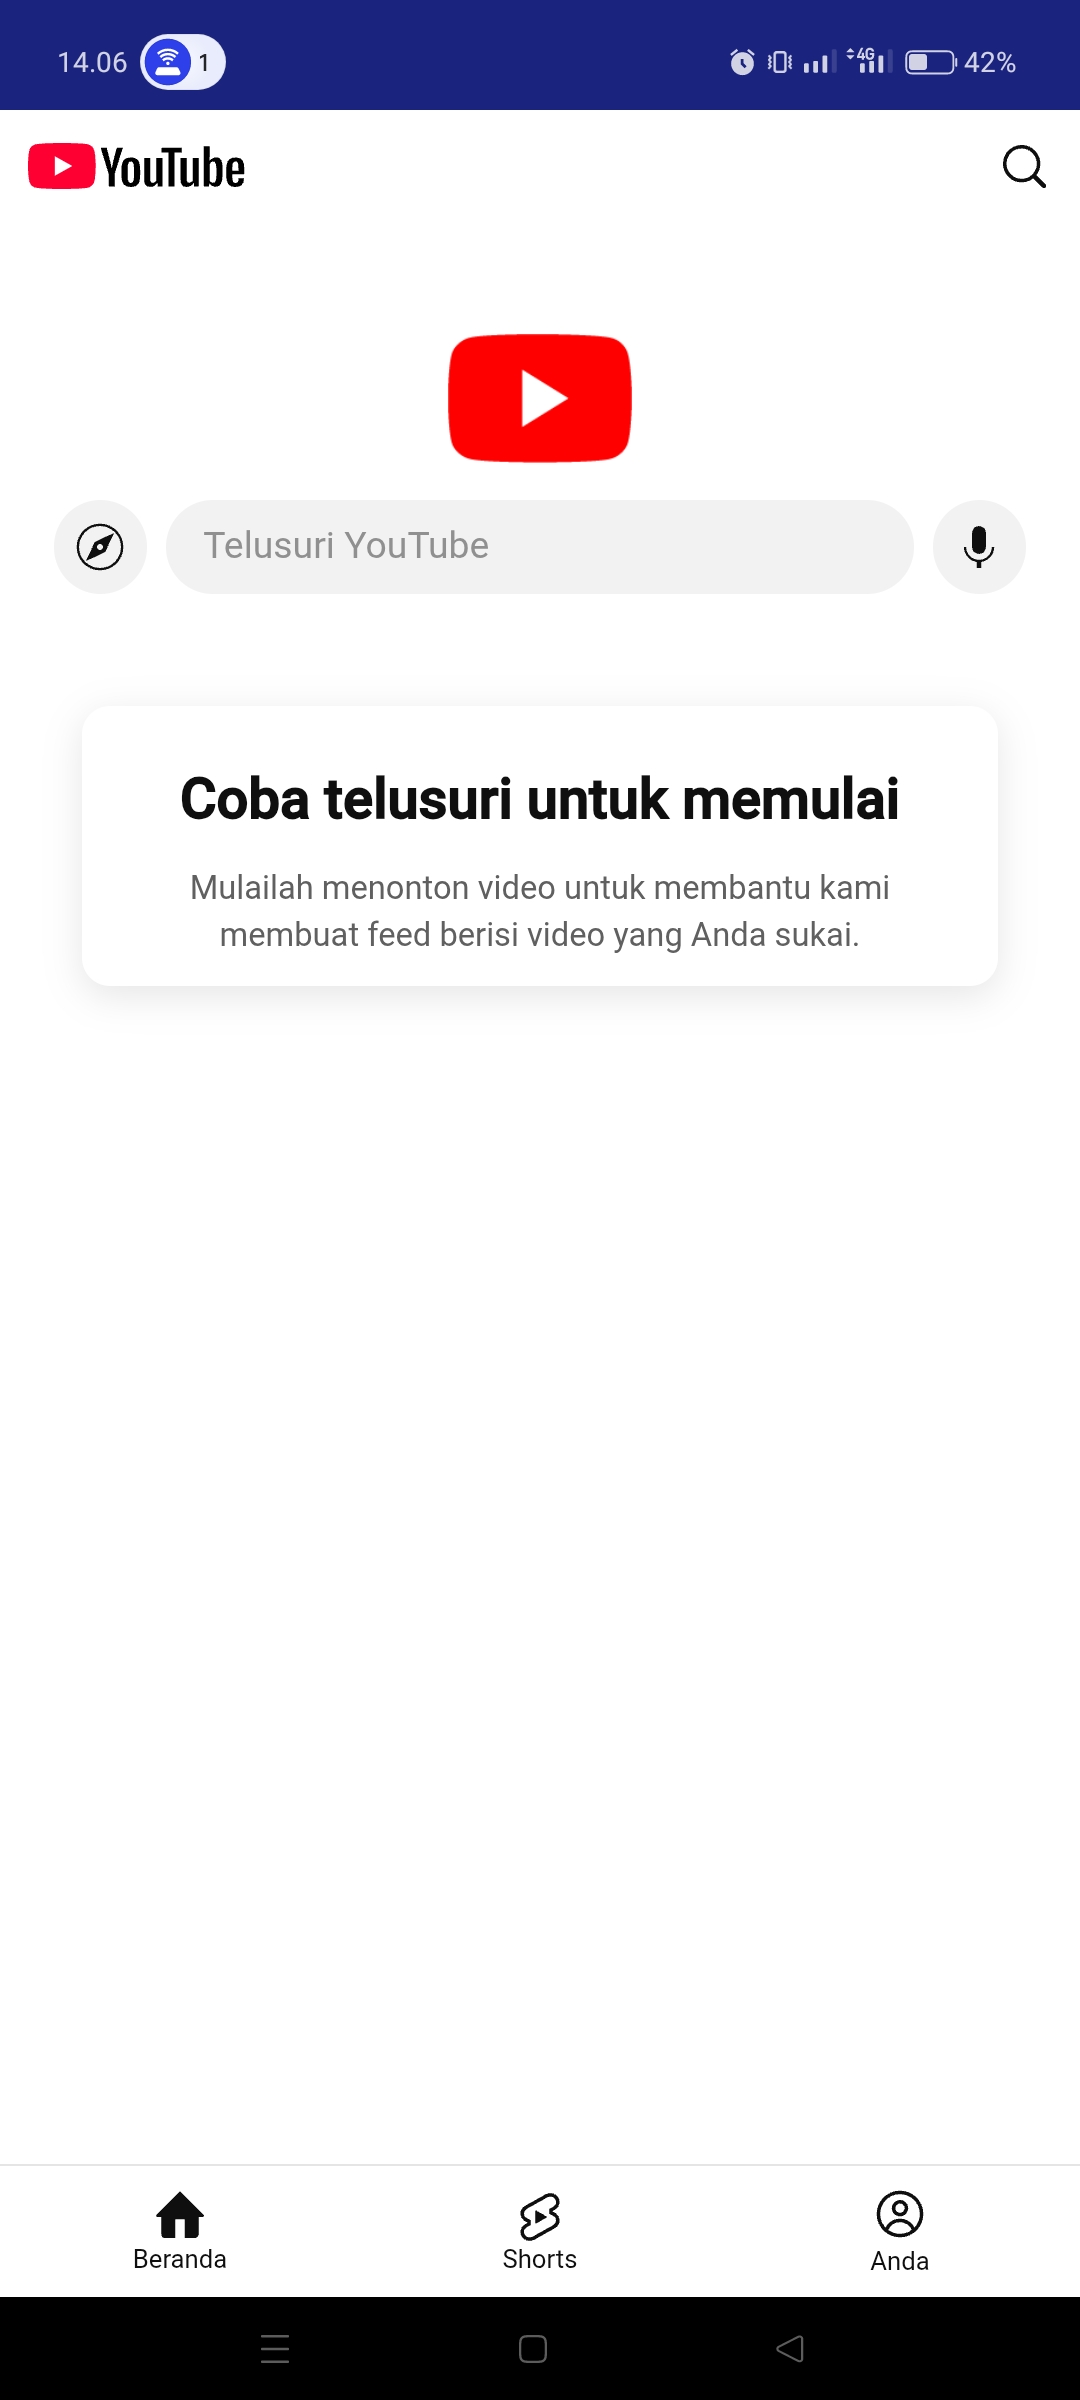 14.06
1
4G
42%
YouTube
Telusuri YouTube
Coba telusuri untuk memulai
Mulailah menonton video untuk membantu kami
membuat feed berisi video yang Anda sukai.
Beranda
Shorts
Anda